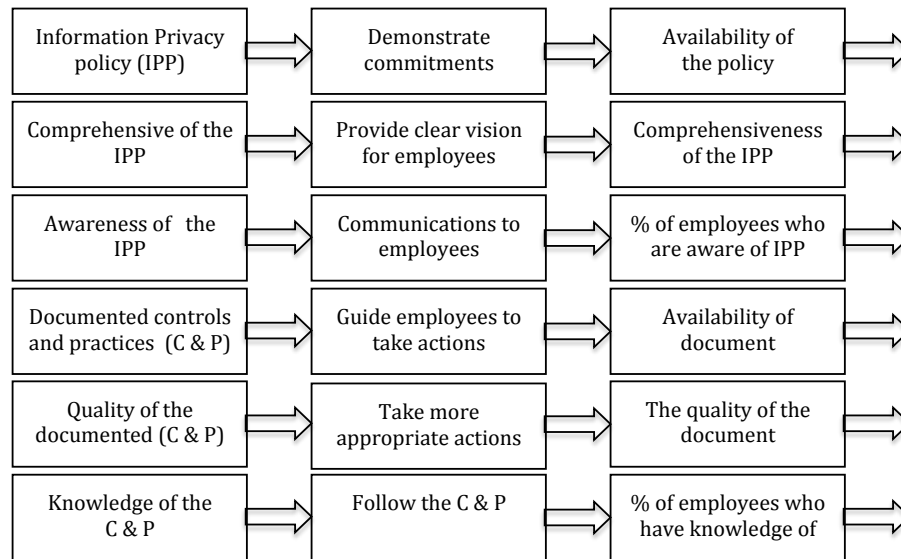 Information Privacy
policy (IPP)
Demonstrate
commitments
Availability of
the policy
Comprehensive of the
IPP
Provide clear vision
for employees
Comprehensiveness
of the IPP
Awareness of the
IPP
Communications to
employees
% of employees who
are aware of IPP
Documented controls
and practices (C & P)
Guide employees to
take actions
Availability of
document
Quality of the
documented (C & P)
Take more
appropriate actions
The quality of the
document
Knowledge of the
C & P
Follow the C & P
% of employees who
have knowledge of